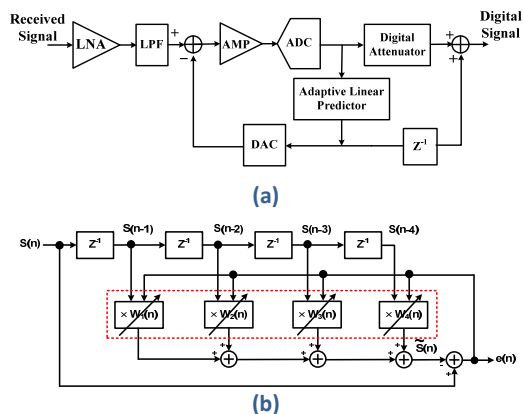 Received Signal
Digital Signal
LNA
LPF
+
−
AMP
ADC
Digital Attenuator
+
+
Adaptive Linear Predictor
DAC
Z-1
(a)
S(n)
Z-1
S(n-1)
Z-1
S(n-2)
Z-1
S(n-3)
Z-1
S(n-4)
× W1(n)
× W2(n)
× W3(n)
× W4(n)
+
+
+
+
+
+
S̃(n)
-
+
e(n)
(b)